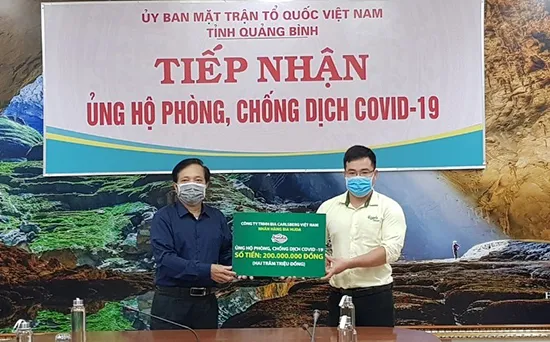 ỦY BAN MẶT TRẬN TỔ QUỐC VIỆT NAM
TỈNH QUẢNG BÌNH
TIẾP NHẬN
ỦNG HỘ PHÒNG, CHỐNG DỊCH COVID-19
CÔNG TY TNHH BIA CARLSBERG VIỆT NAM
NHÃN HÀNG BIA HUDA
ỦNG HỘ PHÒNG, CHỐNG DỊCH COVID-19
SỐ TIỀN: 200.000.000 ĐỒNG
(HAI TRĂM TRIỆU ĐỒNG)